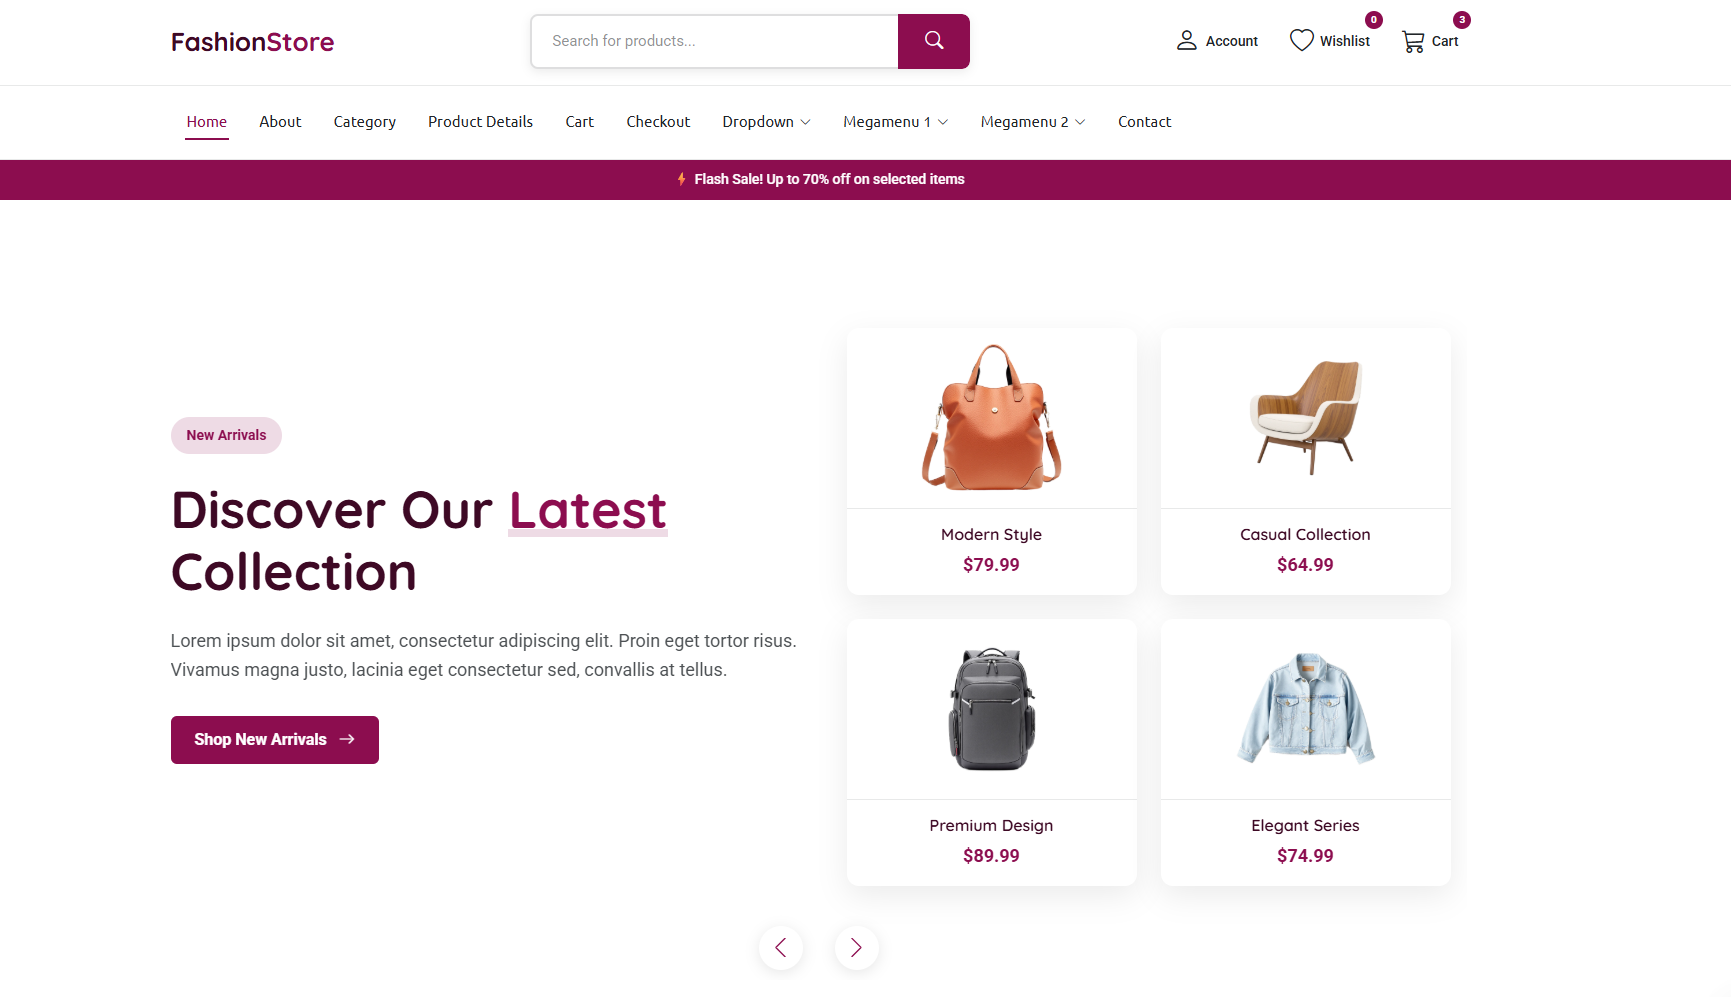 FashionStore
Search for products...
Account
0
Wishlist
3
Cart
Home
About
Category
Product Details
Cart
Checkout
Dropdown
Megamenu 1
Megamenu 2
Contact
Flash Sale! Up to 70% off on selected items
New Arrivals
Discover Our Latest
Collection
Lorem ipsum dolor sit amet, consectetur adipiscing elit. Proin eget tortor risus.
Vivamus magna justo, lacinia eget consectetur sed, convallis at tellus.
Shop New Arrivals
Modern Style
$79.99
Casual Collection
$64.99
Premium Design
$89.99
Elegant Series
$74.99